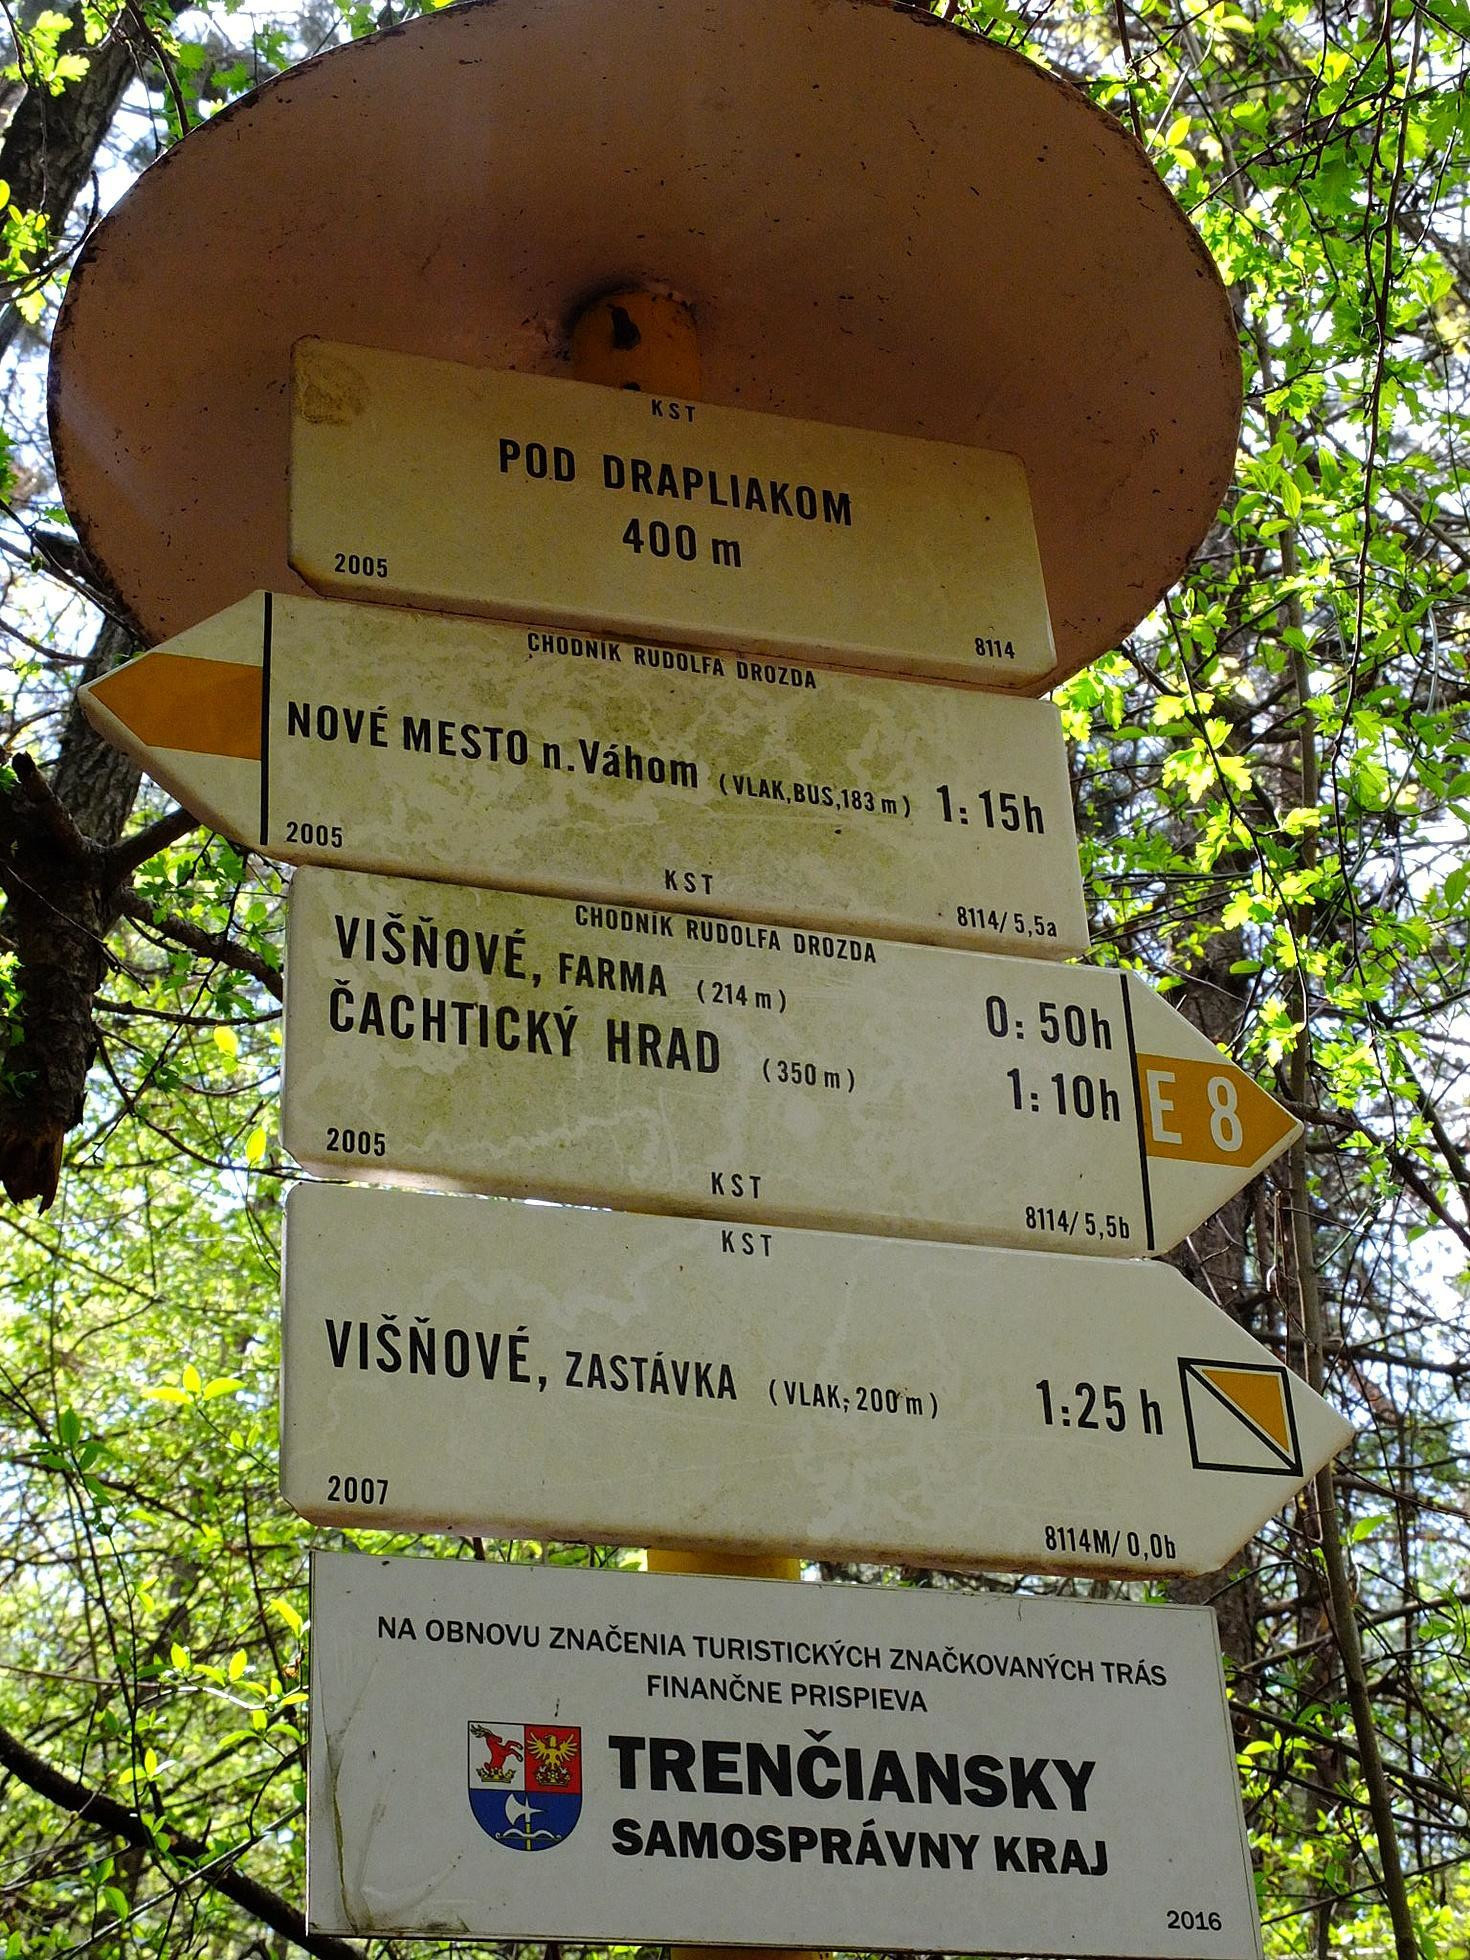 KST
POD DRAPLIAKOM
400 m
2005 8114
CHODNÍK RUDOLFA DROZDA
NOVÉ MESTO n.Váhom (VLAK,BUS,183 m) 1:15h
2005 KST 8114/5,5a
CHODNÍK RUDOLFA DROZDA
VIŠŇOVÉ, FARMA (214 m) 0:50h
ČACHTICKÝ HRAD (350 m) 1:10h
E 8
2005 KST 8114/5,5b
KST
VIŠŇOVÉ, ZASTÁVKA (VLAK, 200 m) 1:25 h
2007 8114M/0,0b
NA OBNOVU ZNAČENIA TURISTICKÝCH ZNAČKOVANÝCH TRÁS
FINANČNE PRISPIEVA
TRENČIANSKY
SAMOSPRÁVNY KRAJ
2016